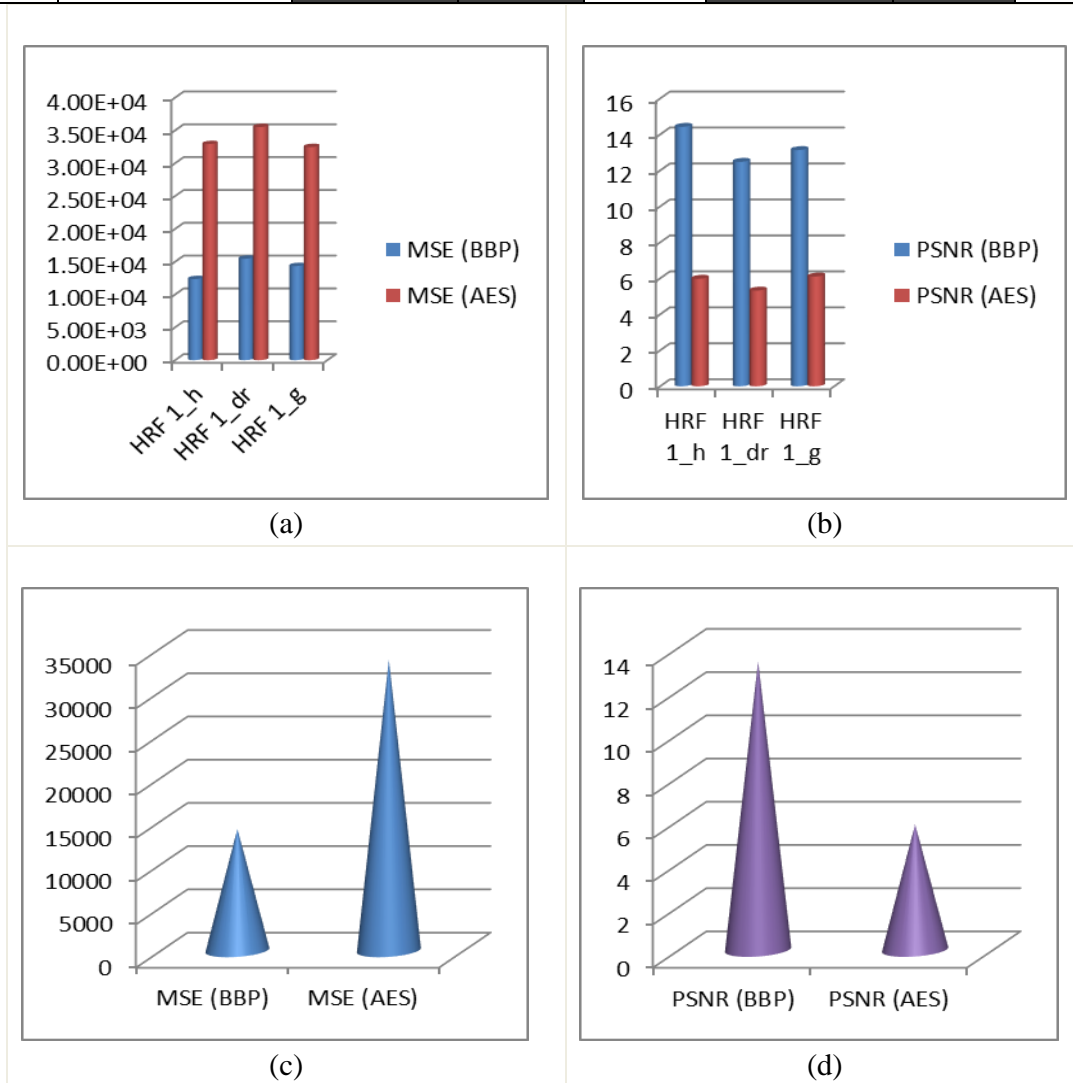 4.00E+04
3.50E+04
3.00E+04
2.50E+04
2.00E+04
1.50E+04
1.00E+04
5.00E+03
0.00E+00
HRF 1_h
HRF 1_dr
HRF 1_g
MSE (BBP)
MSE (AES)
(a)
16
14
12
10
8
6
4
2
0
HRF HRF HRF
1_h 1_dr 1_g
PSNR (BBP)
PSNR (AES)
(b)
35000
30000
25000
20000
15000
10000
5000
0
MSE (BBP) MSE (AES)
(c)
14
12
10
8
6
4
2
0
PSNR (BBP) PSNR (AES)
(d)